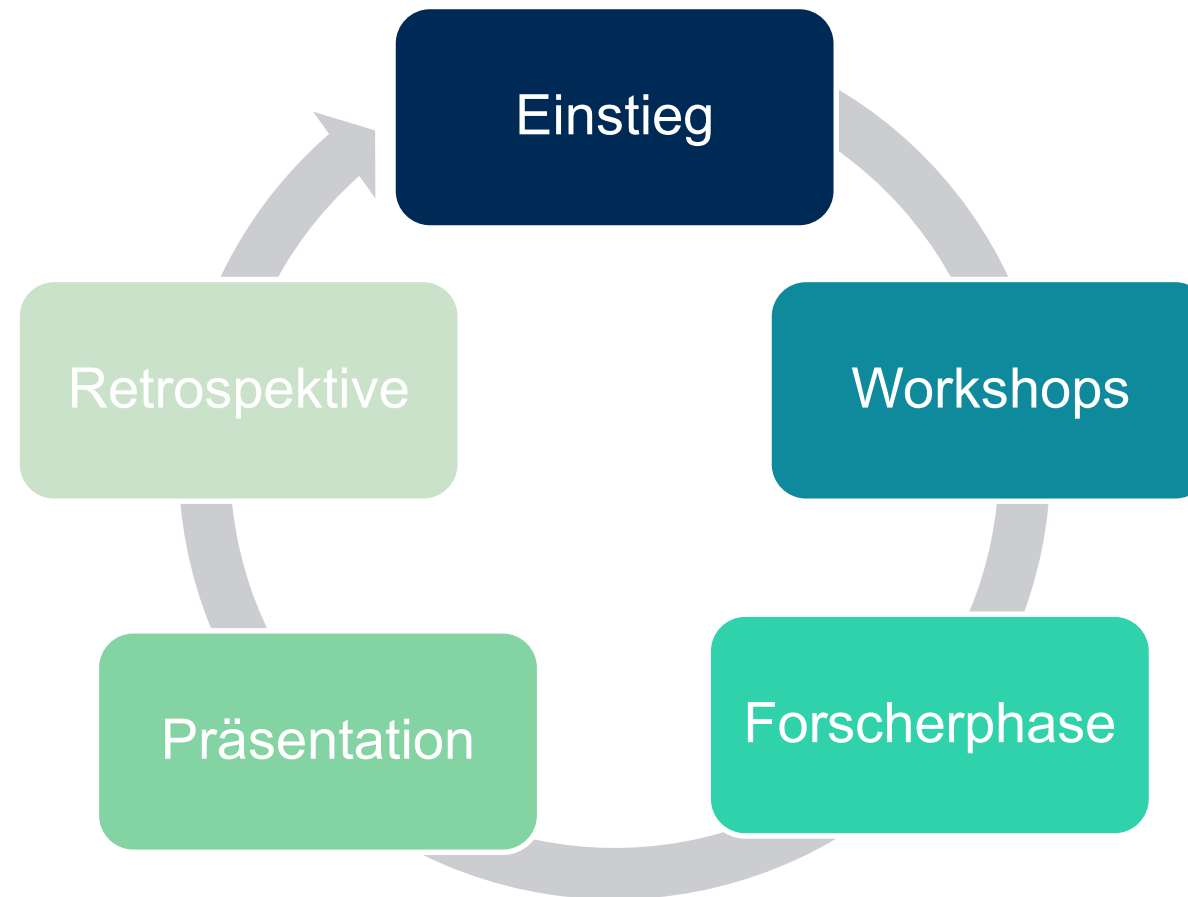 Einstieg
Workshops
Forscherphase
Präsentation
Retrospektive